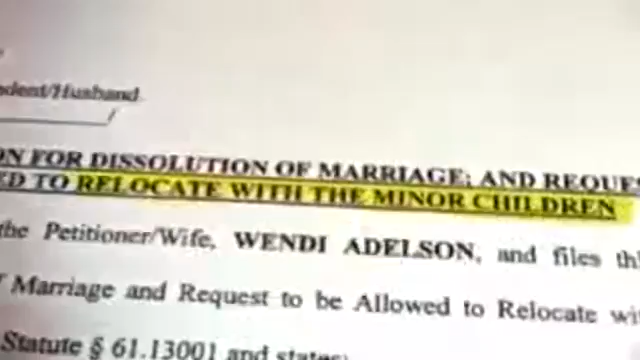 dent/Husband
ON FOR DISSOLUTION OF MARRIAGE; AND REQUES
ED TO RELOCATE WITH THE MINOR CHILDREN
the Petitioner/Wife, WENDI ADELSON, and files th
Marriage and Request to be Allowed to Relocate wi
Statute § 61.13001 and states: